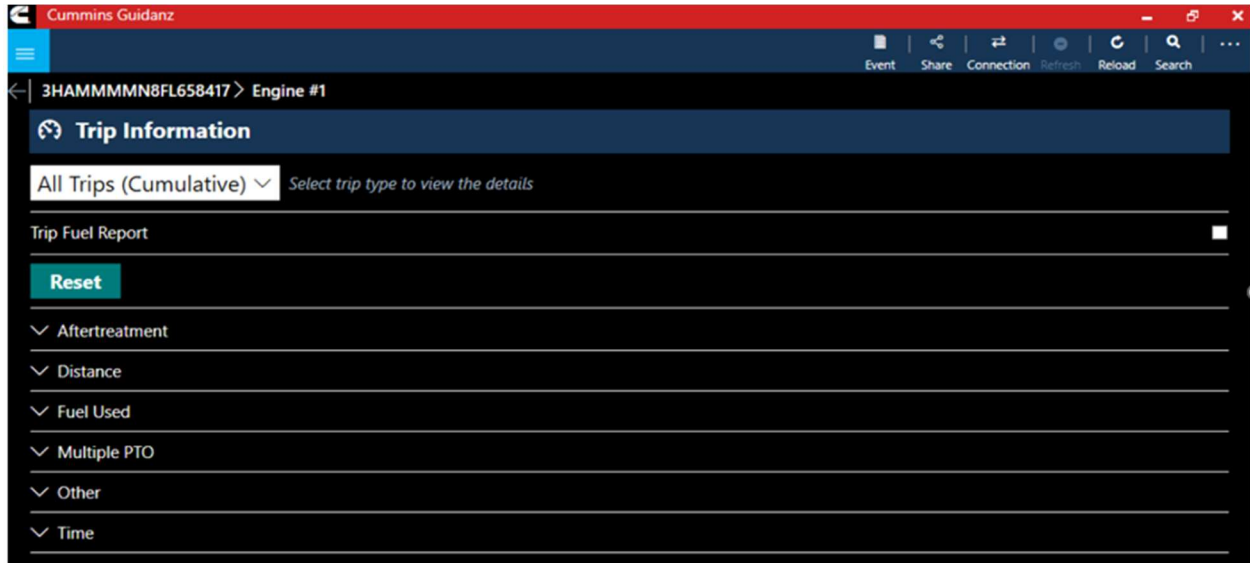 Cummins Guidanz
Event Share Connection Refresh Reload Search
3HAMMMMN8FL658417 > Engine #1
Trip Information
All Trips (Cumulative) Select trip type to view the details
Trip Fuel Report
Reset
Aftertreatment
Distance
Fuel Used
Multiple PTO
Other
Time